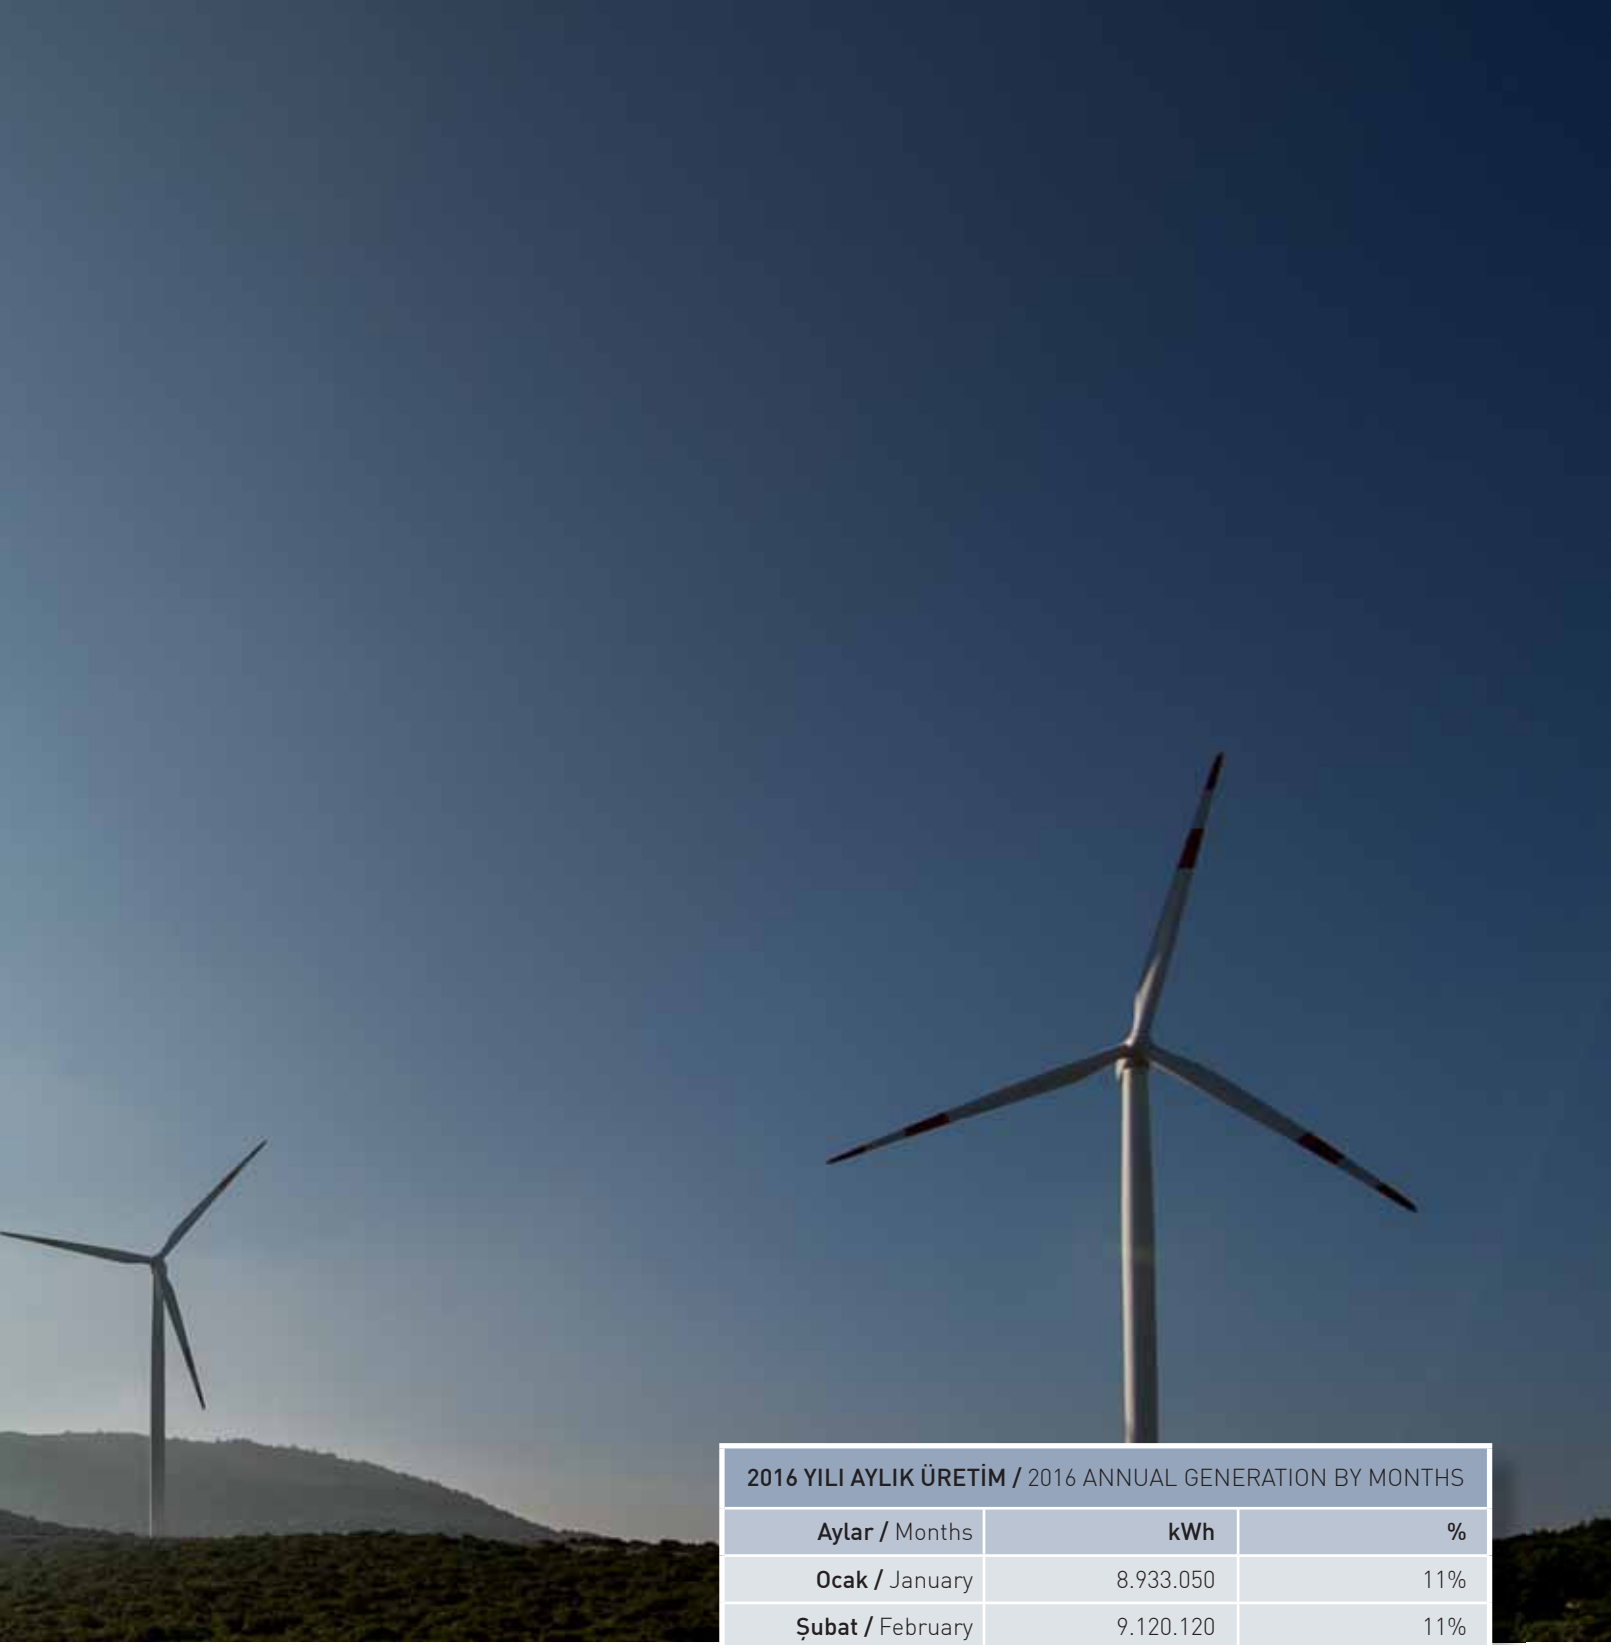 2016 YILI AYLIK ÜRETİM / 2016 ANNUAL GENERATION BY MONTHS
Aylar / Months kWh %
Ocak / January 8.933.050 11%
Şubat / February 9.120.120 11%